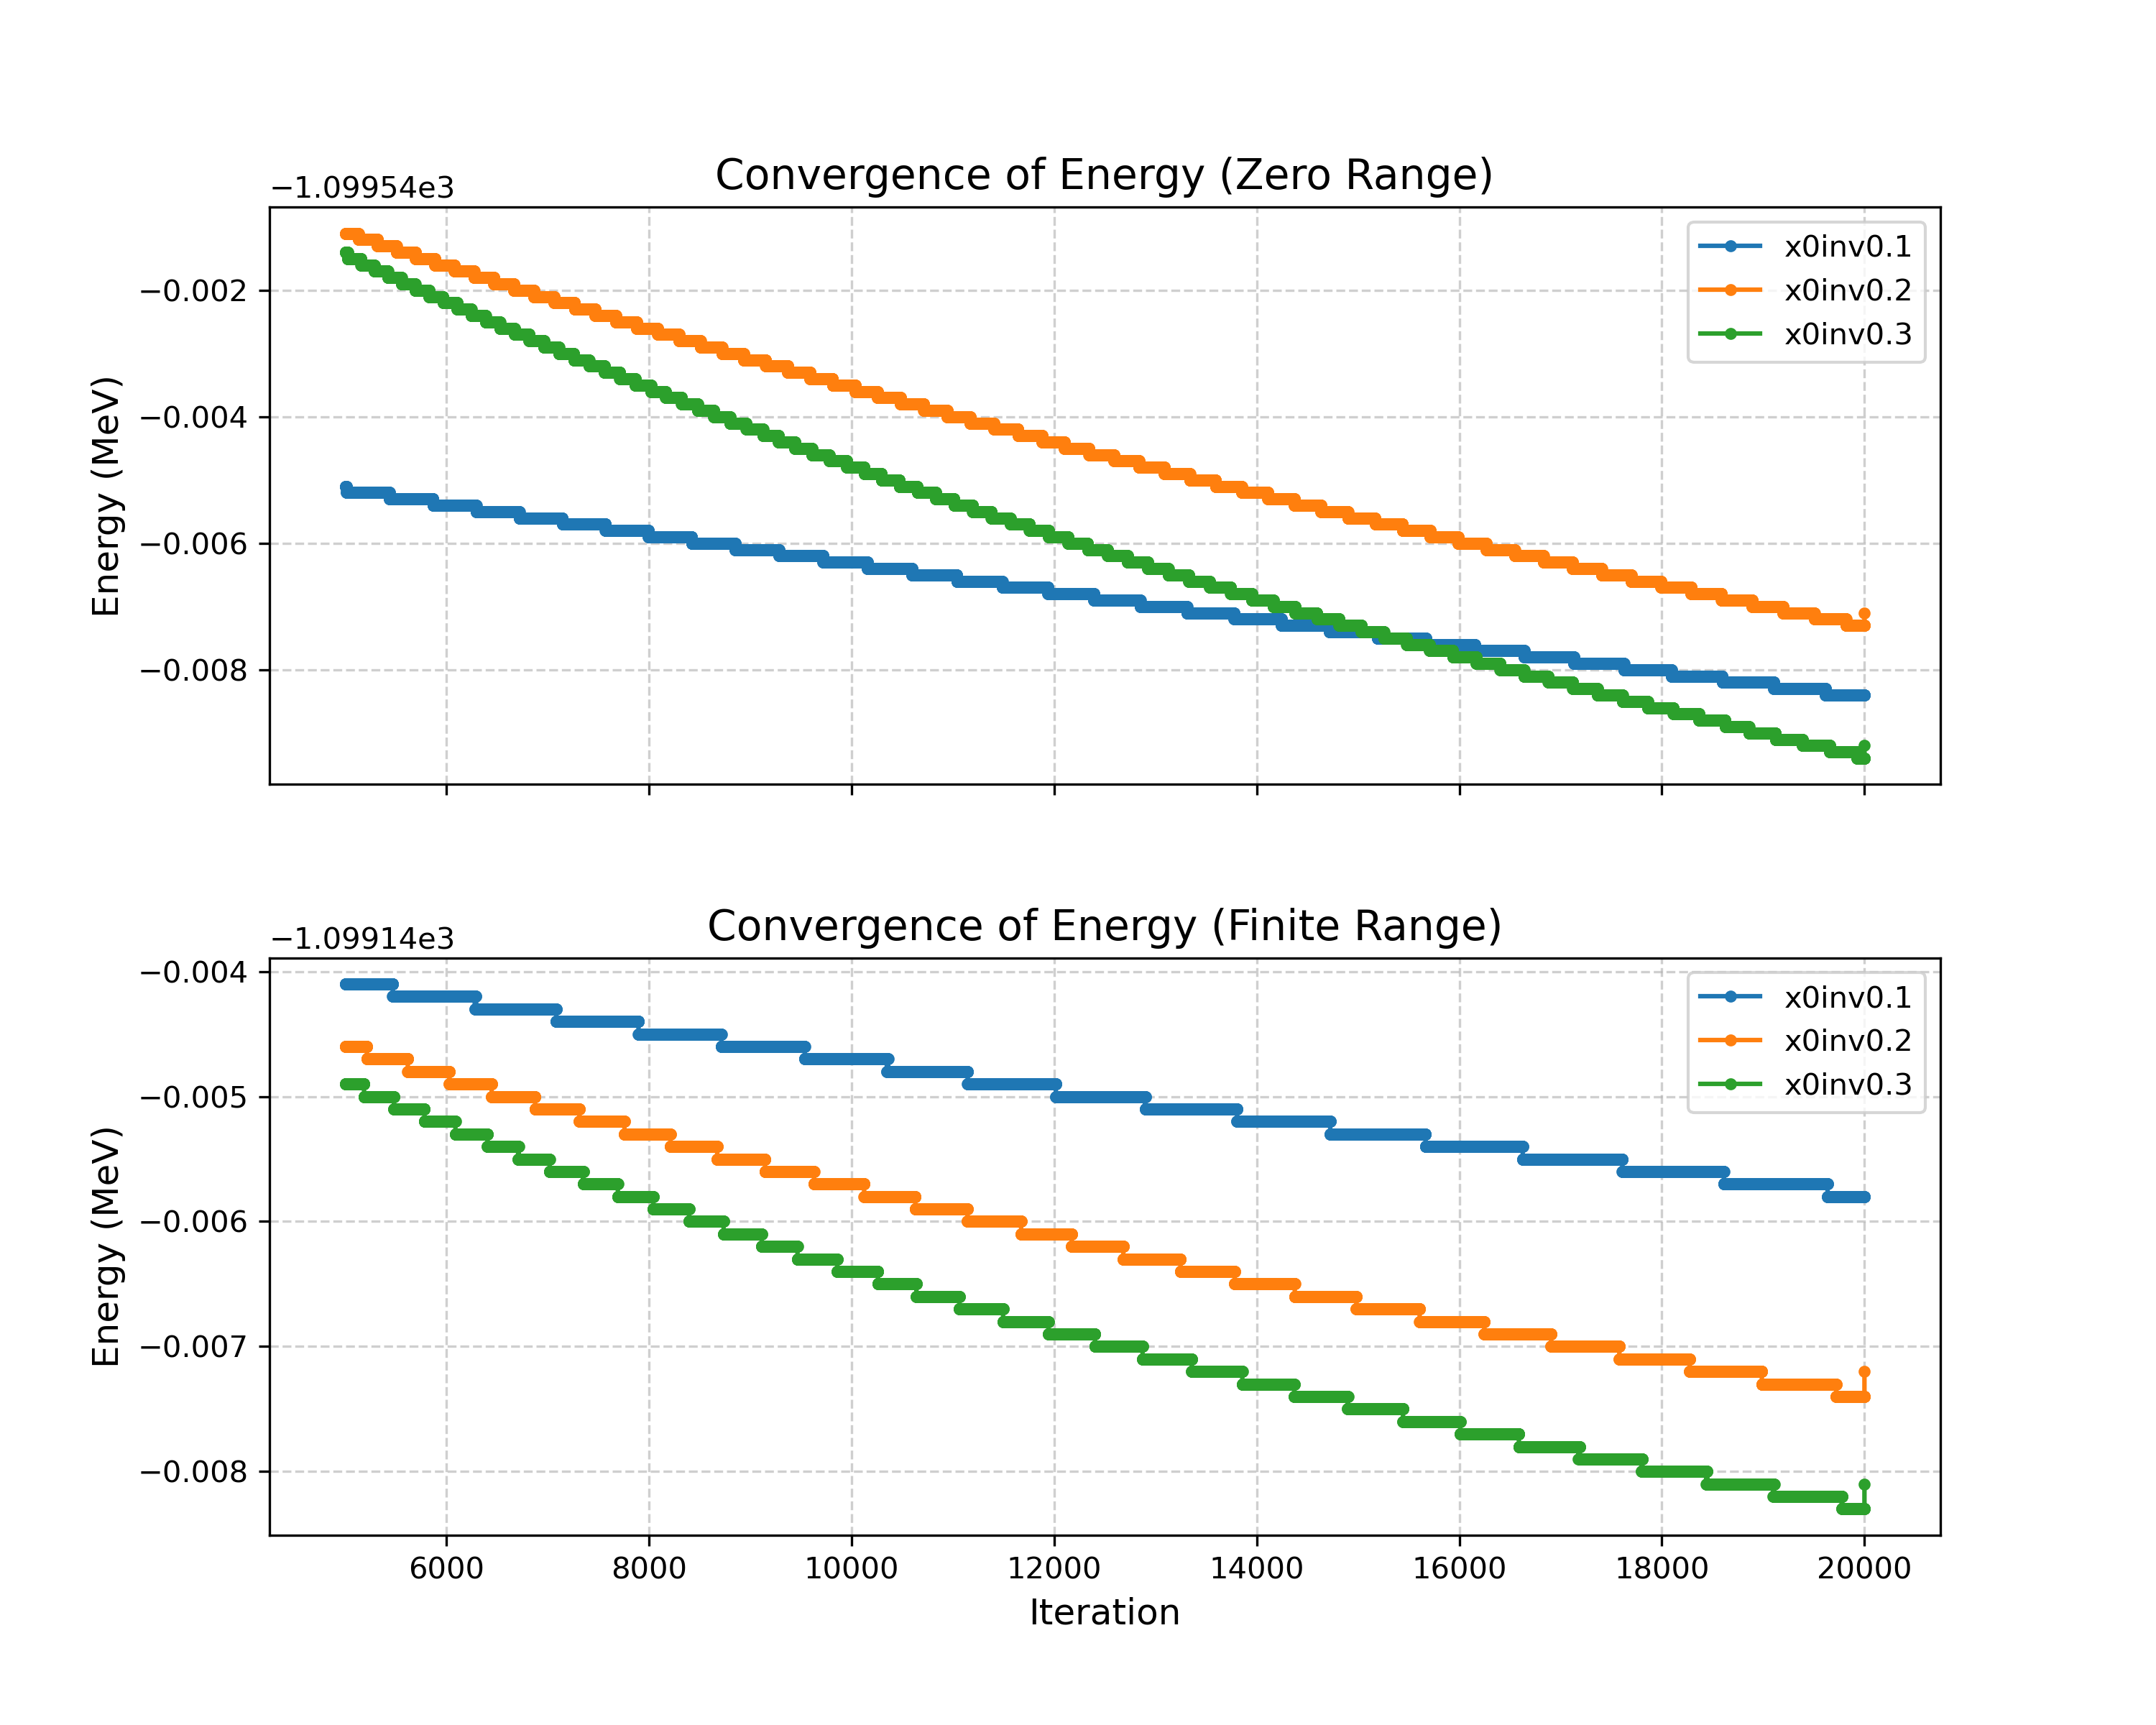 Convergence of Energy (Zero Range)
−1.09954e3
x0inv0.1
x0inv0.2
x0inv0.3
−0.002
−0.004
−0.006
−0.008
Energy (MeV)
Convergence of Energy (Finite Range)
−1.09914e3
x0inv0.1
x0inv0.2
x0inv0.3
−0.004
−0.005
−0.006
−0.007
−0.008
Energy (MeV)
6000 8000 10000 12000 14000 16000 18000 20000
Iteration